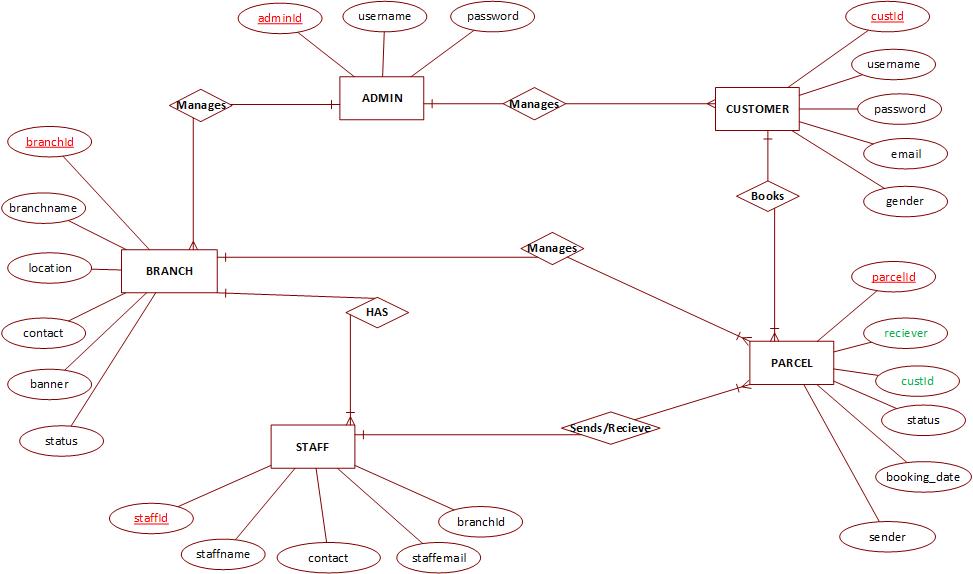 adminId
username
password
custId
username
password
email
gender
ADMIN
Manages
Manages
CUSTOMER
branchId
branchname
location
contact
banner
status
BRANCH
Books
Manages
HAS
parcelId
reciever
custId
status
booking_date
sender
PARCEL
Sends/Recieve
STAFF
staffId
staffname
contact
staffemail
branchId